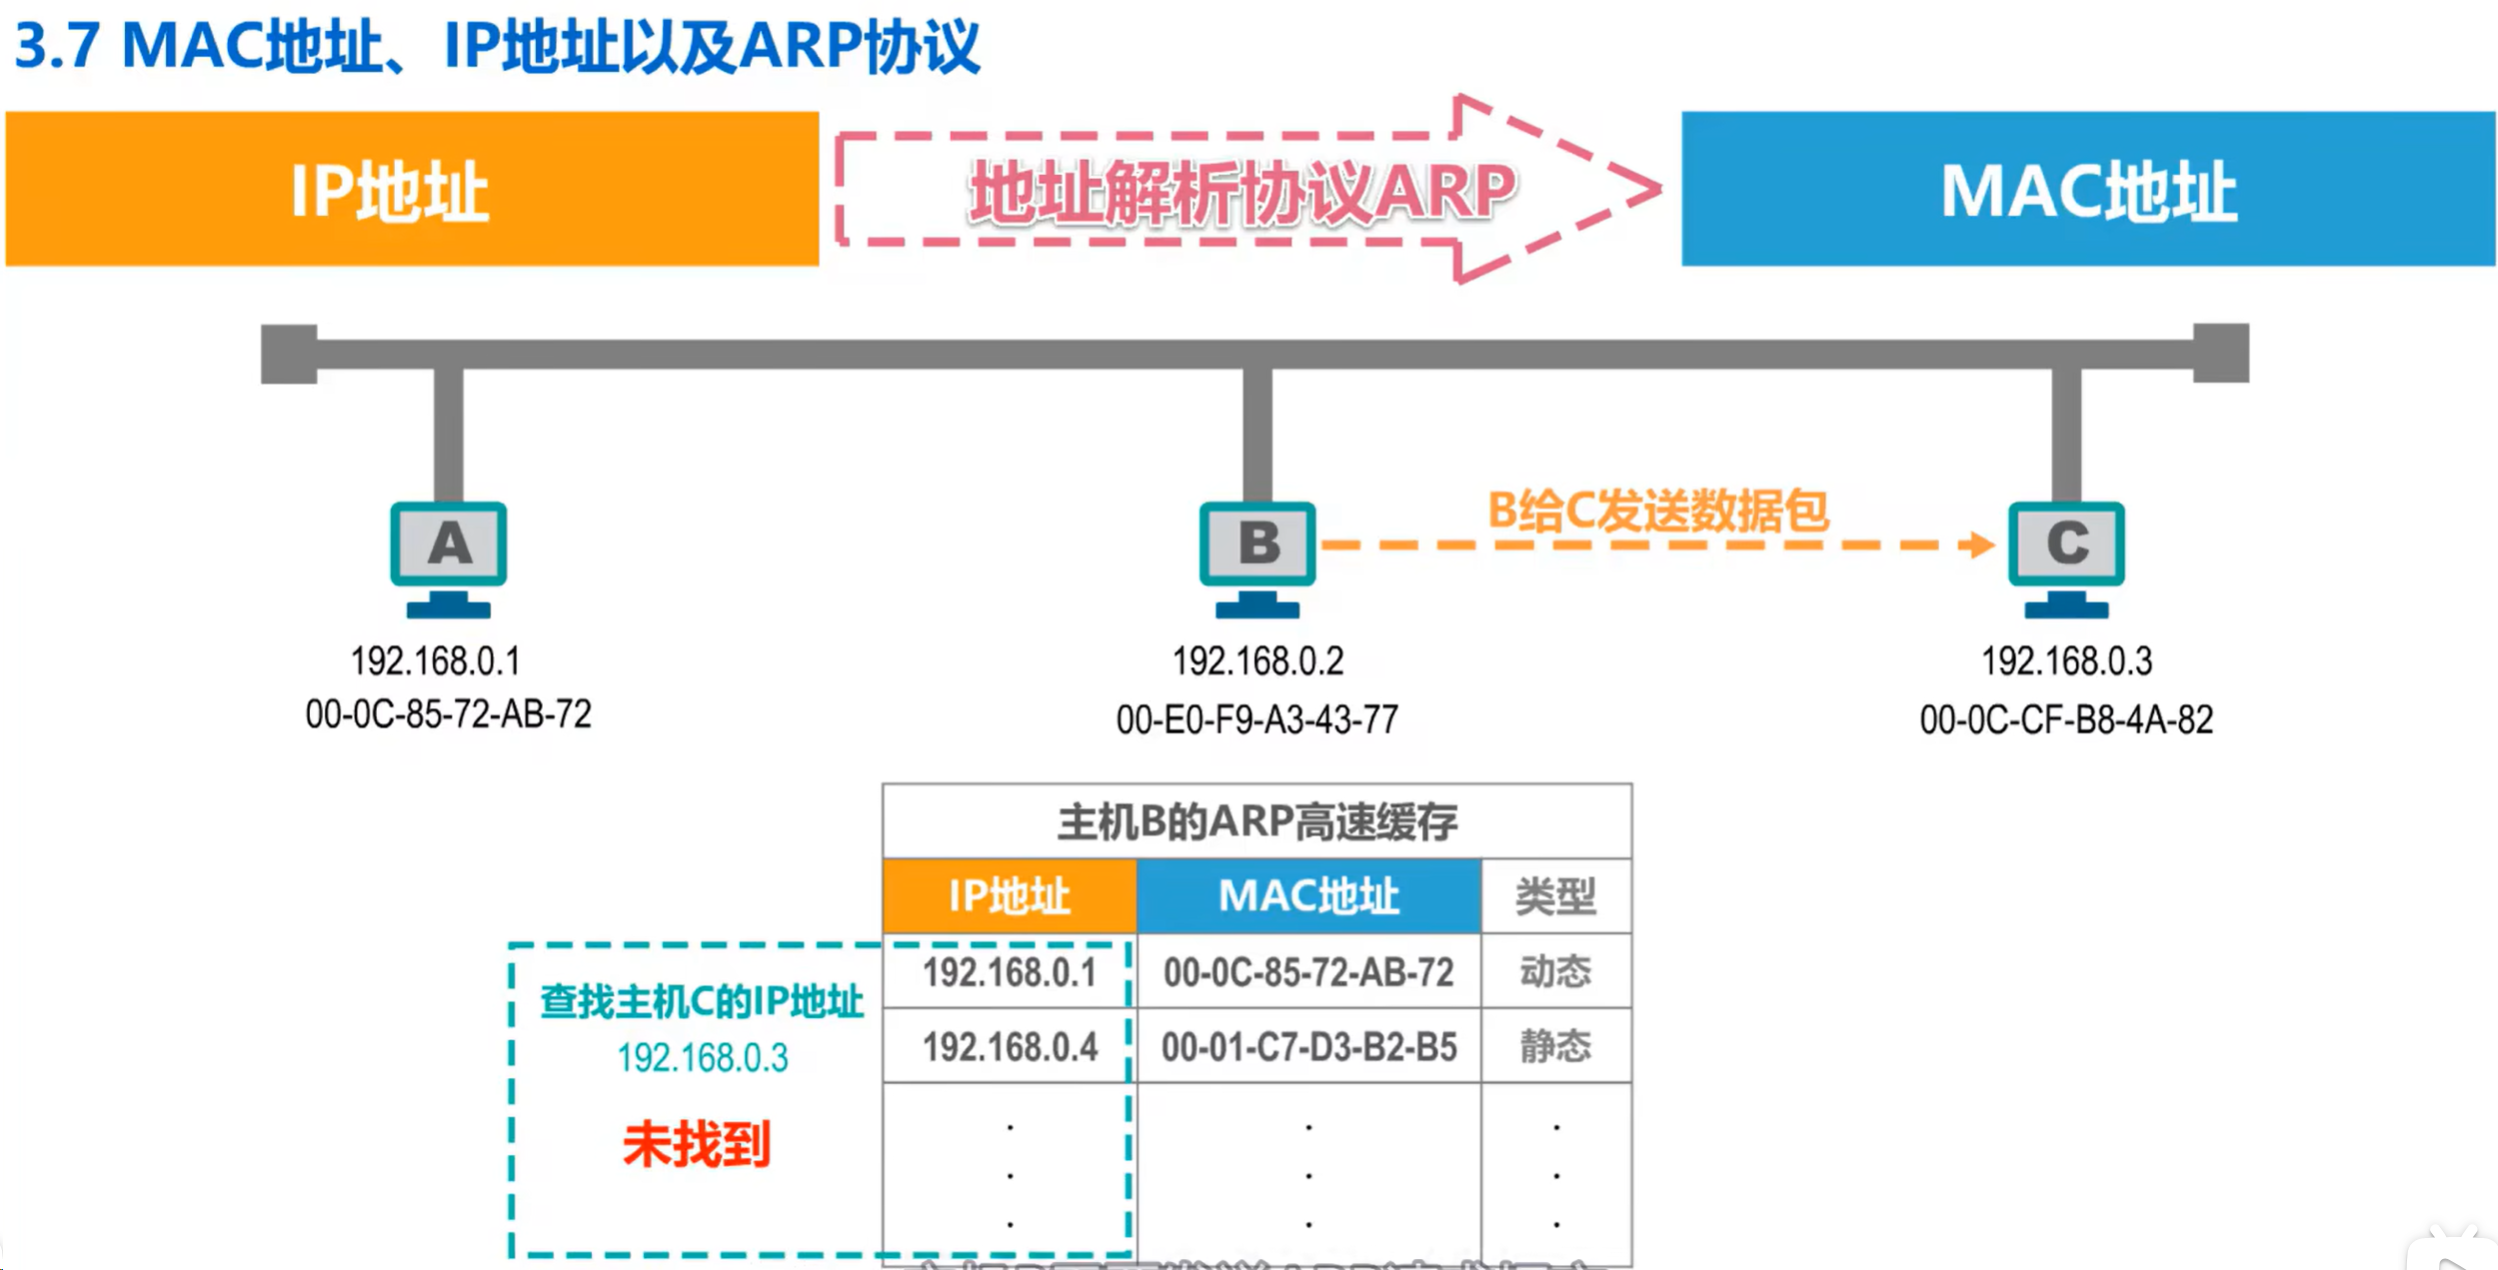 3.7 MAC地址、IP地址以及ARP协议
IP地址
地址解析协议ARP
MAC地址
A
B
B给C发送数据包
C
192.168.0.1
00-0C-85-72-AB-72
192.168.0.2
00-E0-F9-A3-43-77
192.168.0.3
00-0C-CF-B8-4A-82
主机B的ARP高速缓存
IP地址 MAC地址 类型
192.168.0.1 00-0C-85-72-AB-72 动态
192.168.0.4 00-01-C7-D3-B2-B5 静态
. . .
. . .
. . .
查找主机C的IP地址
192.168.0.3
未找到